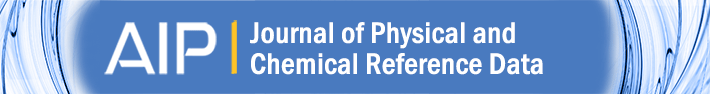 AIP Journal of Physical and
Chemical Reference Data